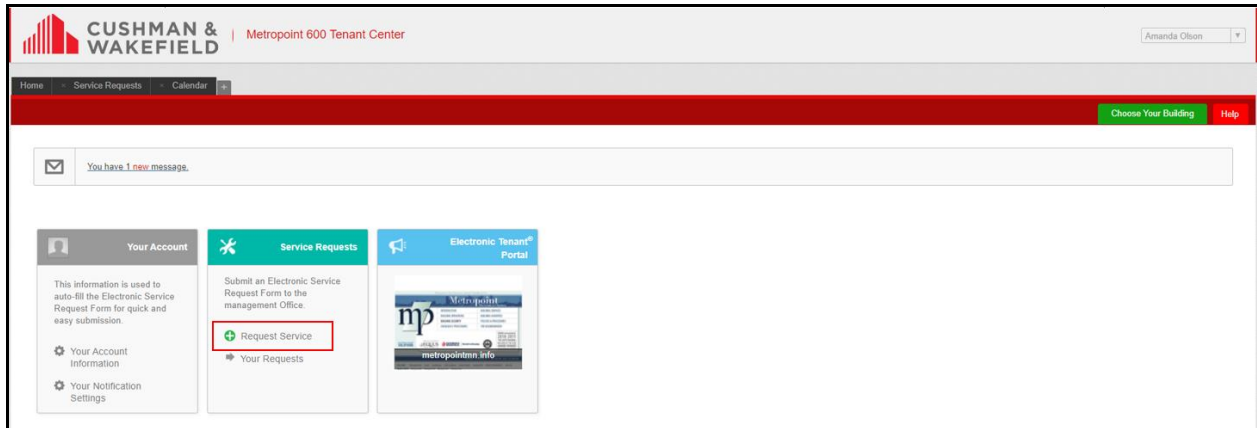 CUSHMAN &
WAKEFIELD
Metropoint 600 Tenant Center
Amanda Olson
Home
Service Requests
Calendar
+
Choose Your Building
Help
You have 1 new message.
Your Account
This information is used to
auto-fill the Electronic Service
Request Form for quick and
easy submission.
Your Account
Information
Your Notification
Settings
Service Requests
Submit an Electronic Service
Request Form to the
management Office.
Request Service
Your Requests
Electronic Tenant®
Portal
Metropoint
mp
metropointmn.info